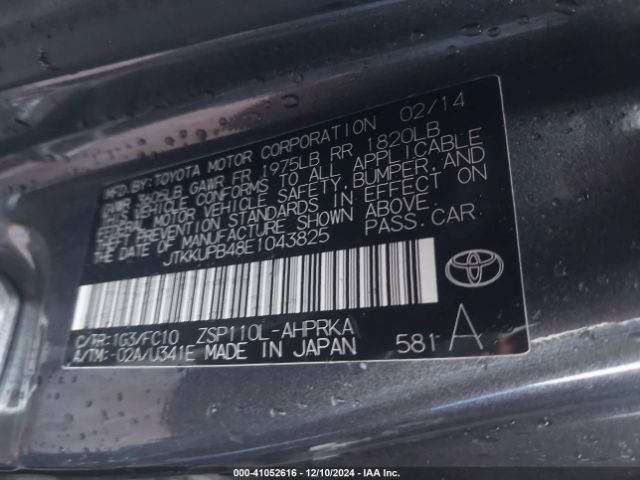 MFD.BY:TOYOTA MOTOR CORPORATION 02/14
GVWR 3605LB GAWR FR 1975LB RR 1820LB
THIS VEHICLE CONFORMS TO ALL APPLICABLE
FEDERAL MOTOR VEHICLE SAFETY, BUMPER, AND
THEFT PREVENTION STANDARDS IN EFFECT ON
THE DATE OF MANUFACTURE SHOWN ABOVE.
JTKKUPB48E1043825 PASS.CAR
C/TR:1G3/FC10 ZSP110L-AHPRKA
A/TM:-02A/U341E MADE IN JAPAN 581 A
000-41052616 - 12/10/2024 - IAA Inc.